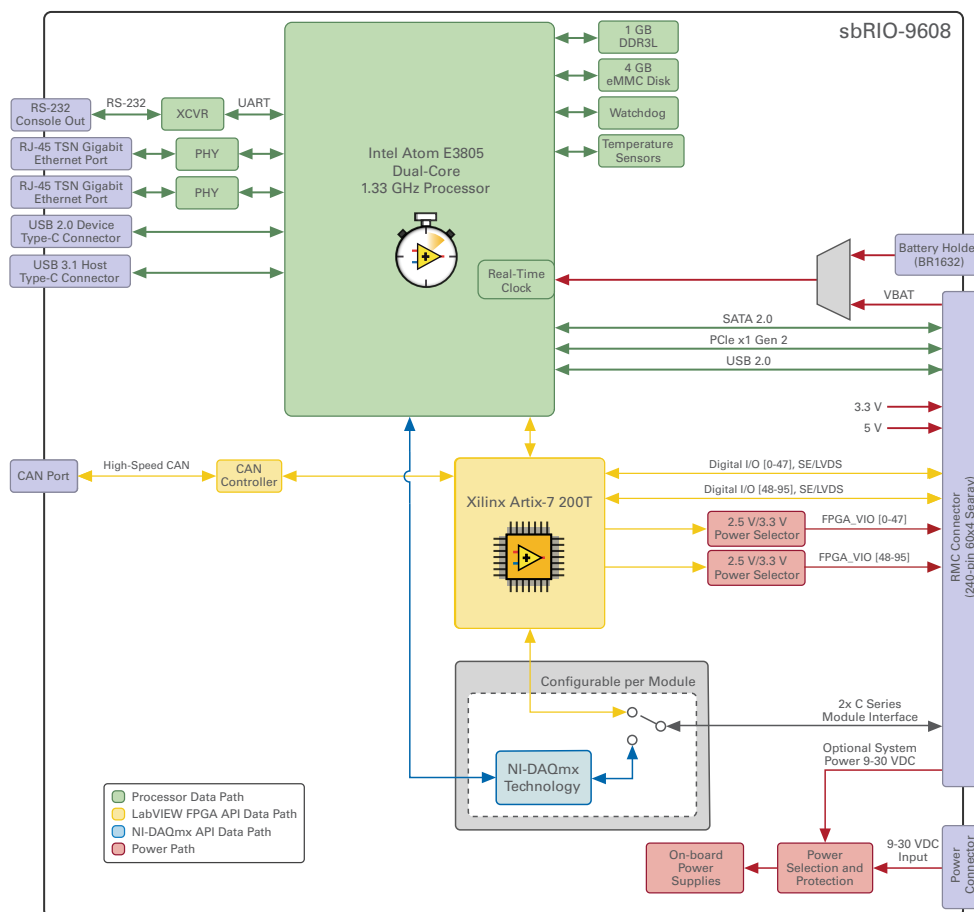 sbRIO-9608
1 GB
DDR3L
4 GB
eMMC Disk
Watchdog
Temperature
Sensors
RS-232
Console Out
RS-232
XCVR
UART
RJ-45 TSN Gigabit
Ethernet Port
PHY
RJ-45 TSN Gigabit
Ethernet Port
PHY
USB 2.0 Device
Type-C Connector
USB 3.1 Host
Type-C Connector
Intel Atom E3805
Dual-Core
1.33 GHz Processor
Real-Time
Clock
Battery Holde
(BR1632)
VBAT
SATA 2.0
PCIe x1 Gen 2
USB 2.0
3.3 V
5 V
CAN Port
High-Speed CAN
CAN
Controller
Xilinx Artix-7 200T
Digital I/O [0-47], SE/LVDS
Digital I/O [48-95], SE/LVDS
2.5 V/3.3 V
Power Selector
FPGA_VIO [0-47]
2.5 V/3.3 V
Power Selector
FPGA_VIO [48-95]
RMC Connector
(240-pin 60x4 Searay)
Configurable per Module
NI-DAQmx
Technology
2x C Series
Module Interface
Optional System
Power 9-30 VDC
Processor Data Path
LabVIEW FPGA API Data Path
NI-DAQmx API Data Path
Power Path
On-board
Power
Supplies
Power
Selection and
Protection
9-30 VDC
Input
Power
Connector